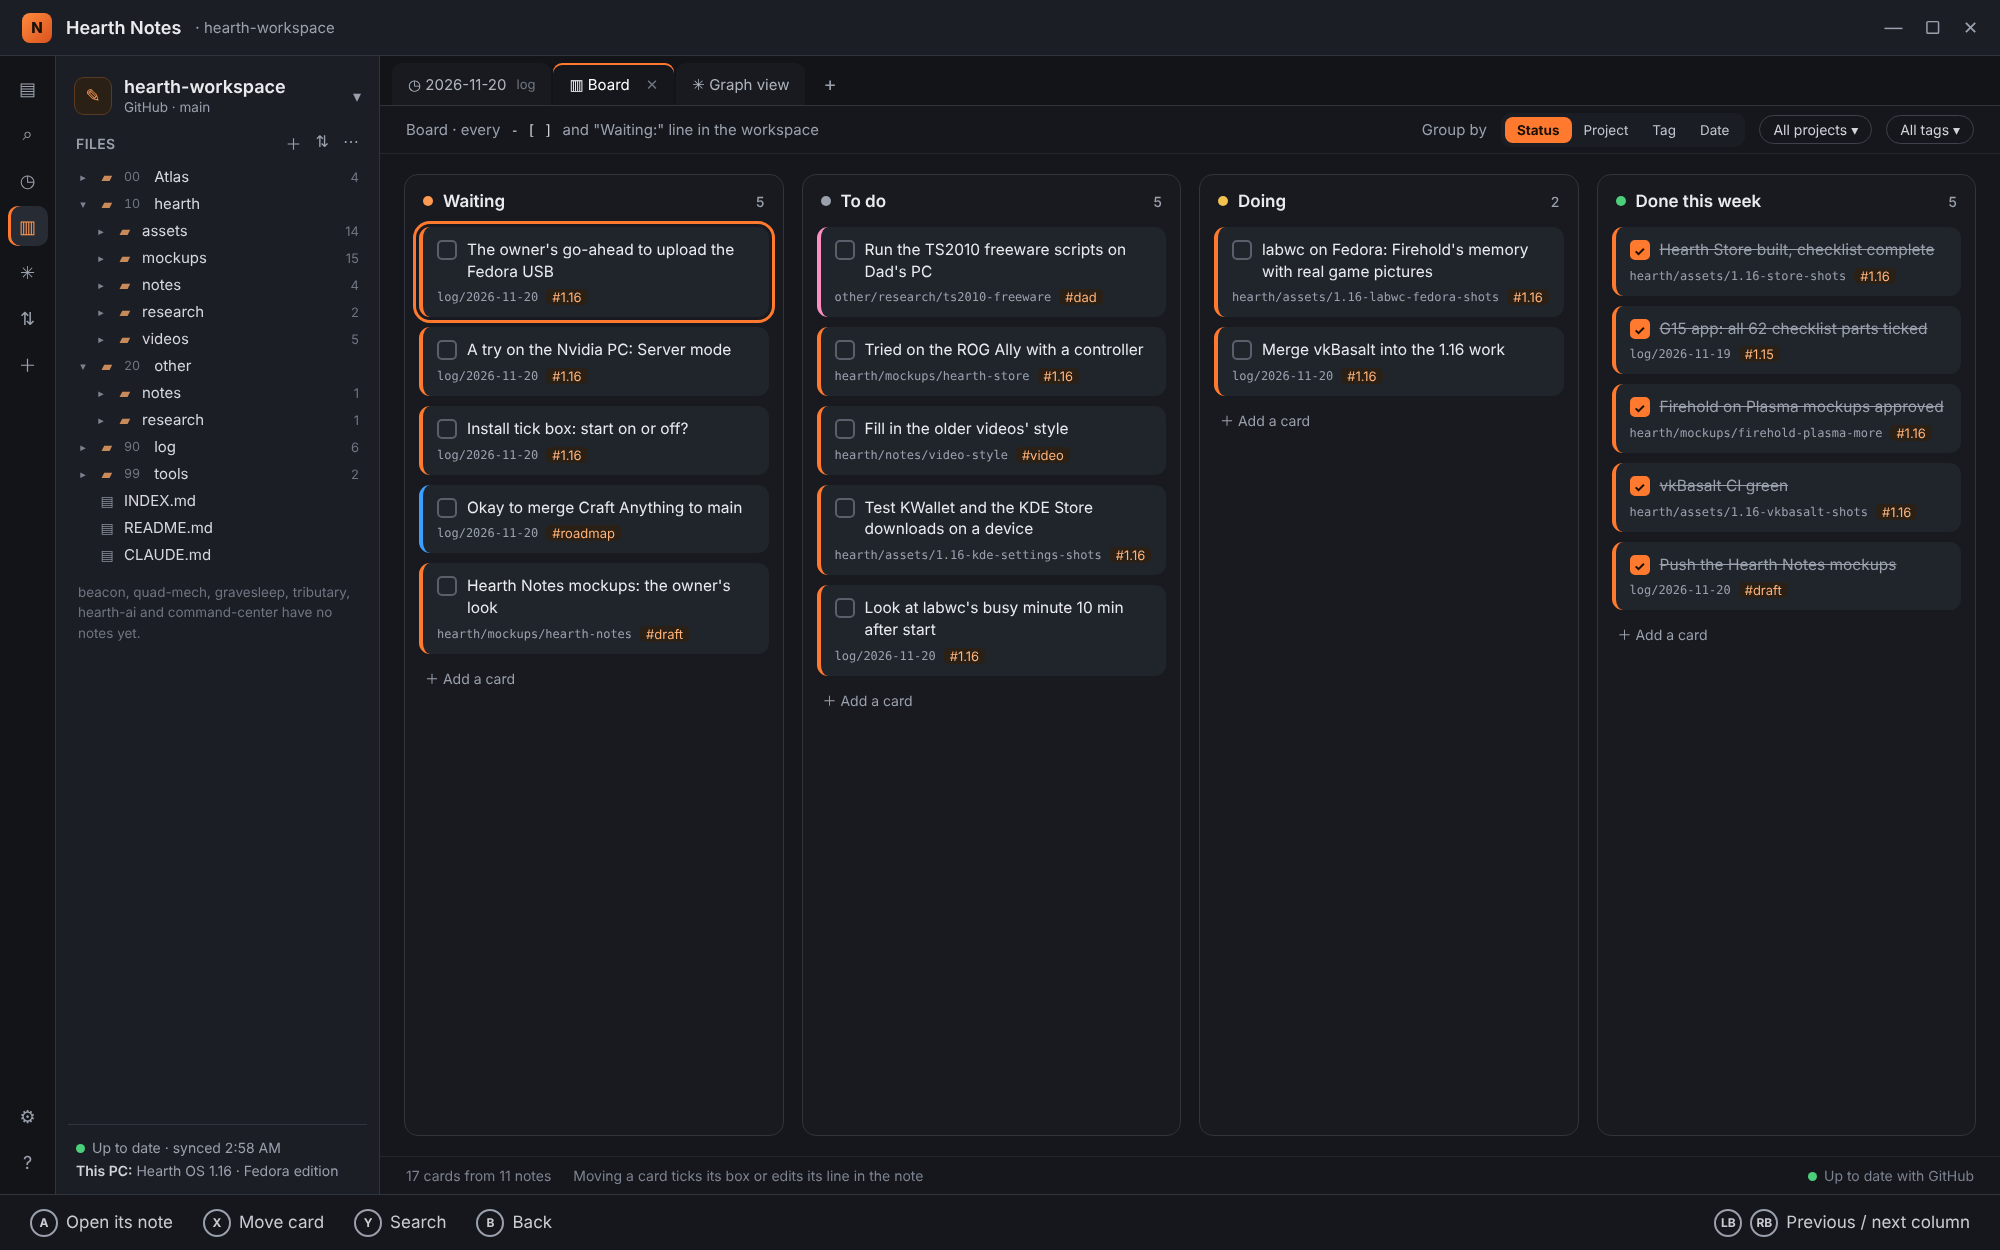 N Hearth Notes · hearth-workspace
hearth-workspace
GitHub · main
FILES
00 Atlas 4
10 hearth
assets 14
mockups 15
notes 4
research 2
videos 5
20 other
notes 1
research 1
90 log 6
99 tools 2
INDEX.md
README.md
CLAUDE.md
beacon, quad-mech, gravesleep, tributary,
hearth-ai and command-center have no
notes yet.
Up to date · synced 2:58 AM
This PC: Hearth OS 1.16 · Fedora edition
2026-11-20 log
Board
Graph view
Board · every - [ ] and "Waiting:" line in the workspace
Group by Status Project Tag Date All projects ▾ All tags ▾
Waiting 5
The owner's go-ahead to upload the
Fedora USB
log/2026-11-20 #1.16
A try on the Nvidia PC: Server mode
log/2026-11-20 #1.16
Install tick box: start on or off?
log/2026-11-20 #1.16
Okay to merge Craft Anything to main
log/2026-11-20 #roadmap
Hearth Notes mockups: the owner's
look
hearth/mockups/hearth-notes #draft
+ Add a card
To do 5
Run the TS2010 freeware scripts on
Dad's PC
other/research/ts2010-freeware #dad
Tried on the ROG Ally with a controller
hearth/mockups/hearth-store #1.16
Fill in the older videos' style
hearth/notes/video-style #video
Test KWallet and the KDE Store
downloads on a device
hearth/assets/1.16-kde-settings-shots #1.16
Look at labwc's busy minute 10 min
after start
log/2026-11-20 #1.16
+ Add a card
Doing 2
labwc on Fedora: Firehold's memory
with real game pictures
hearth/assets/1.16-labwc-fedora-shots #1.16
Merge vkBasalt into the 1.16 work
log/2026-11-20 #1.16
+ Add a card
Done this week 5
Hearth Store built, checklist complete
hearth/assets/1.16-store-shots #1.16
G15 app: all 62 checklist parts ticked
log/2026-11-19 #1.15
Firehold on Plasma mockups approved
hearth/mockups/firehold-plasma-more #1.16
vkBasalt CI green
hearth/assets/1.16-vkbasalt-shots #1.16
Push the Hearth Notes mockups
log/2026-11-20 #draft
+ Add a card
17 cards from 11 notes Moving a card ticks its box or edits its line in the note
Up to date with GitHub
A Open its note X Move card Y Search B Back
LB RB Previous / next column